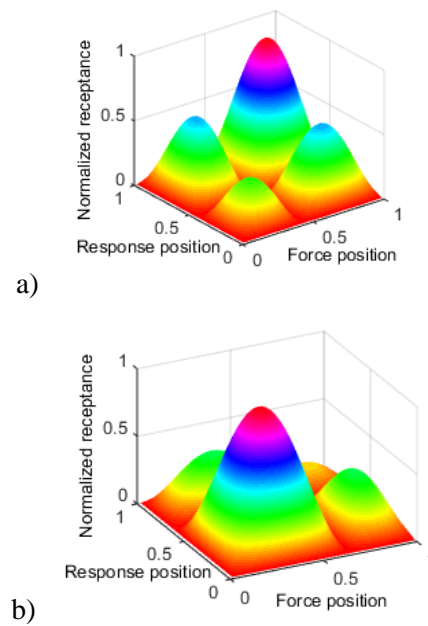 1
0.5
0
1
0.5
0
0
0.5
1
Normalized receptance
Response position
Force position
a)
1
0.5
0
1
0.5
0
0
0.5
Normalized receptance
Response position
Force position
b)